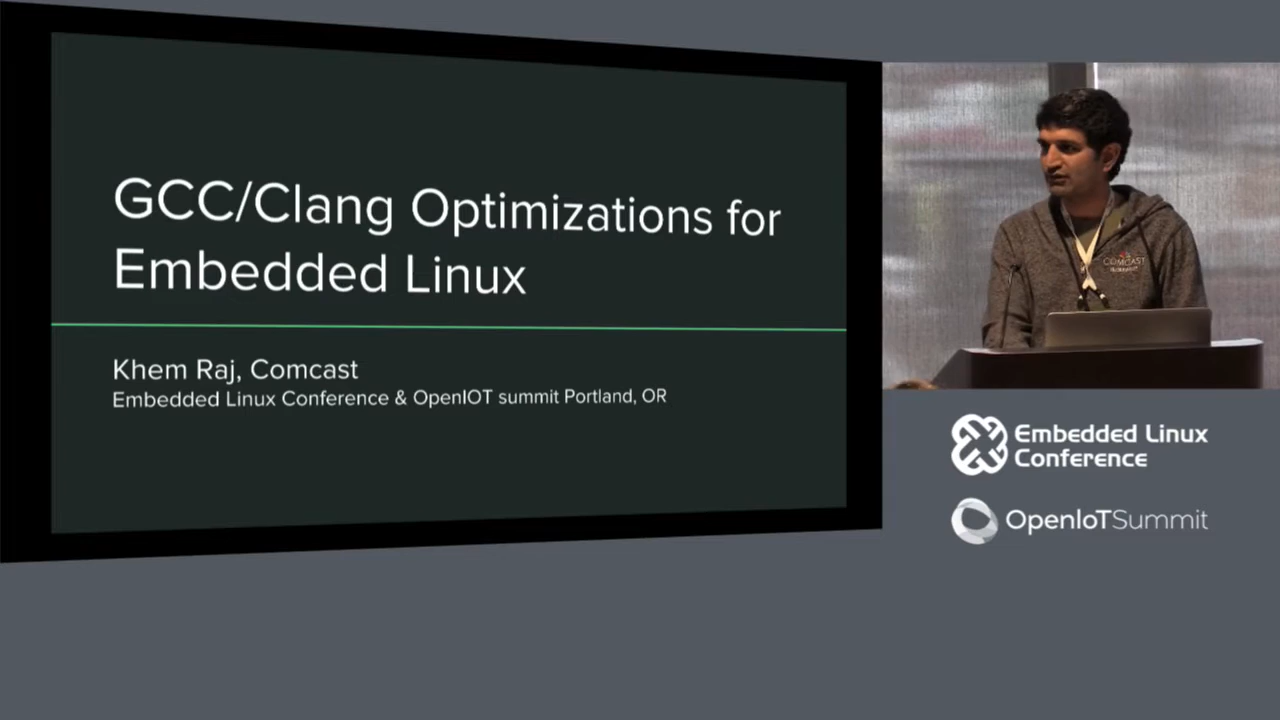 GCC/Clang Optimizations for
Embedded Linux
Khem Raj, Comcast
Embedded Linux Conference & OpenIOT summit Portland, OR
COMCAST
Embedded Linux
Conference
OpenIoTSummit